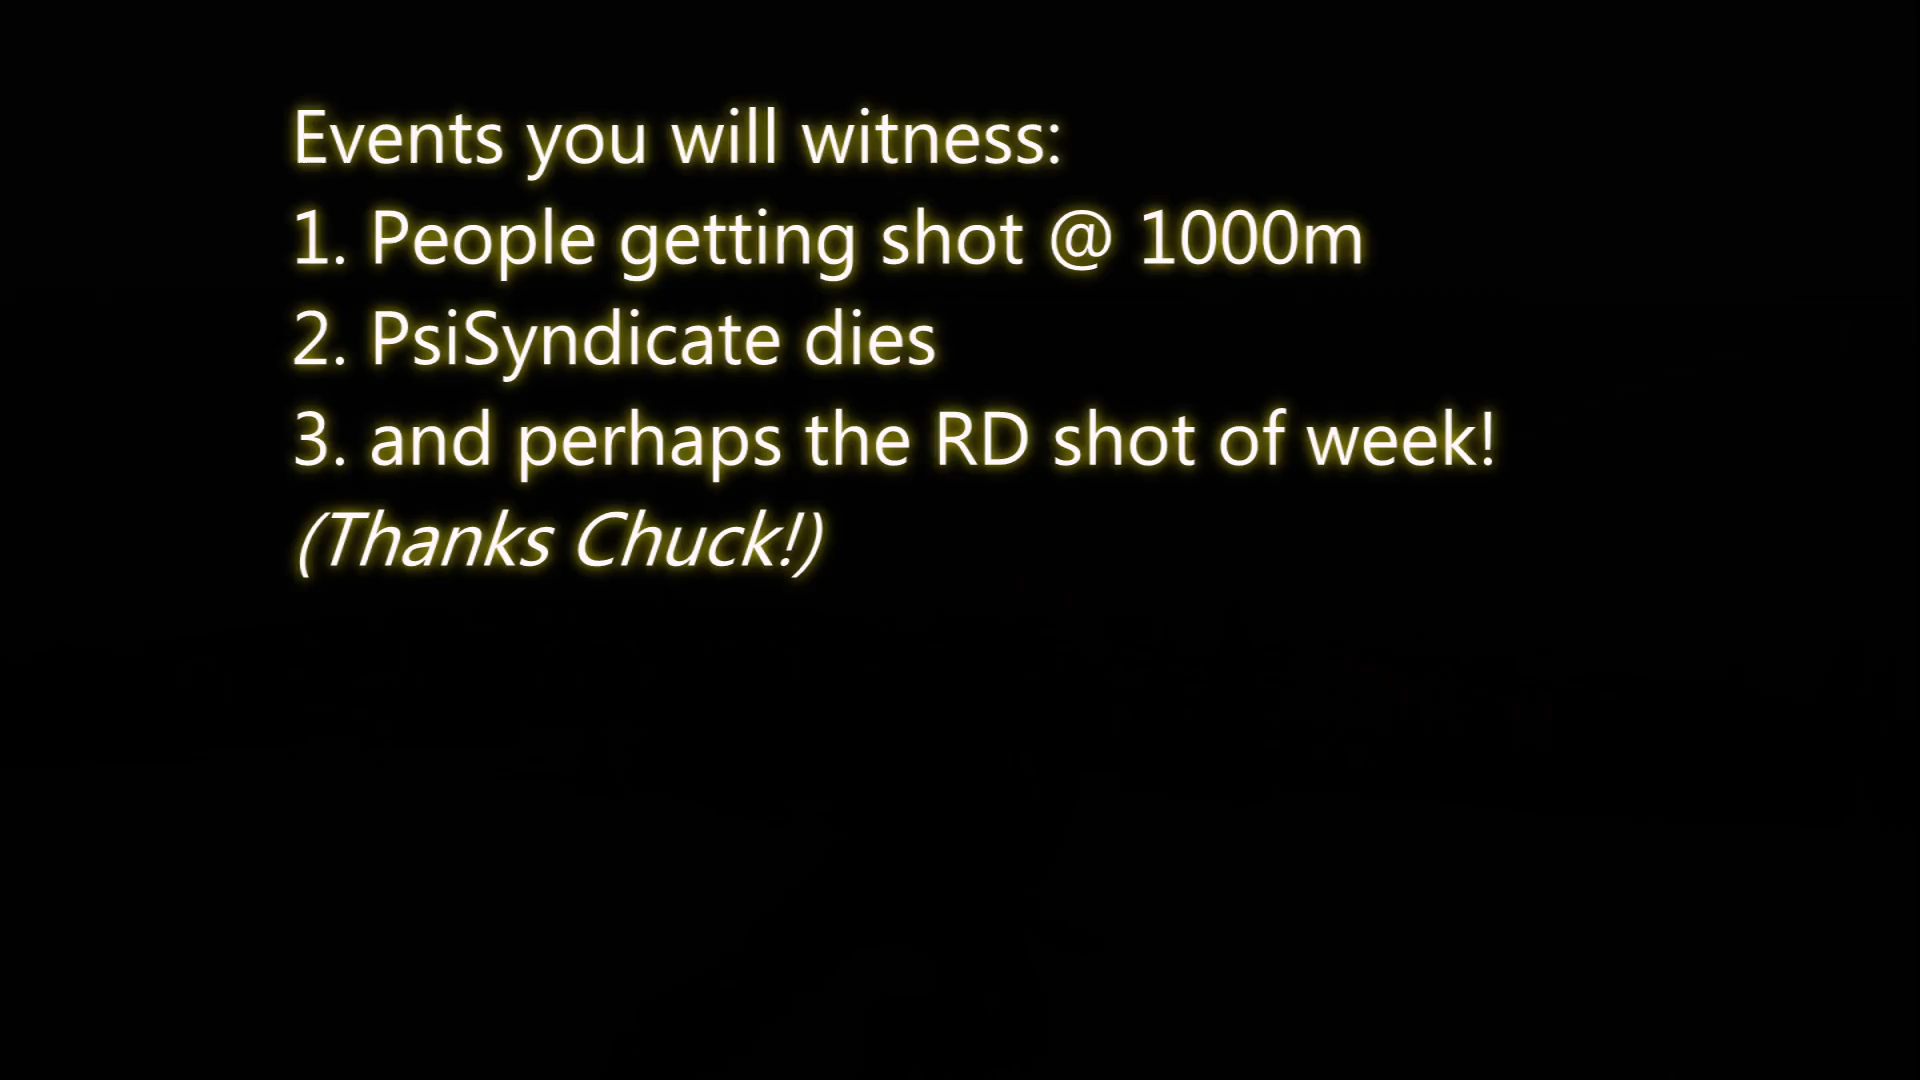 Events you will witness:
1. People getting shot @ 1000m
2. PsiSyndicate dies
3. and perhaps the RD shot of week!
(Thanks Chuck!)